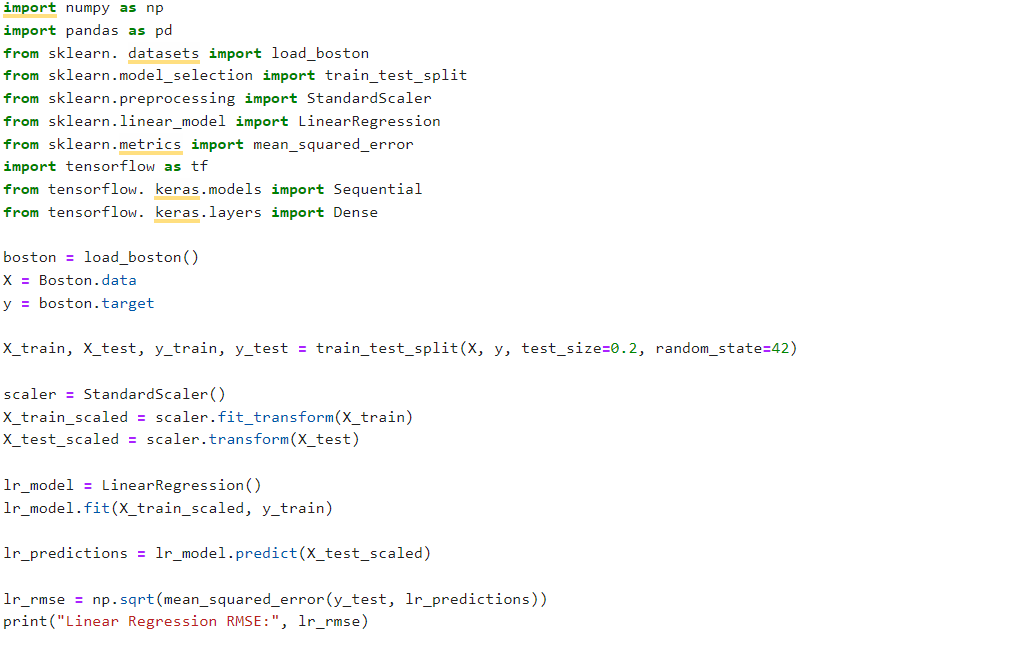 import numpy as np
import pandas as pd
from sklearn. datasets import load_boston
from sklearn.model_selection import train_test_split
from sklearn.preprocessing import StandardScaler
from sklearn.linear_model import LinearRegression
from sklearn.metrics import mean_squared_error
import tensorflow as tf
from tensorflow. keras.models import Sequential
from tensorflow. keras.layers import Dense
boston = load_boston()
X = Boston.data
y = boston.target
X_train, X_test, y_train, y_test = train_test_split(X, y, test_size=0.2, random_state=42)
scaler = StandardScaler()
X_train_scaled = scaler.fit_transform(X_train)
X_test_scaled = scaler.transform(X_test)
lr_model = LinearRegression()
lr_model.fit(X_train_scaled, y_train)
lr_predictions = lr_model.predict(X_test_scaled)
lr_rmse = np.sqrt(mean_squared_error(y_test, lr_predictions))
print("Linear Regression RMSE:", lr_rmse)